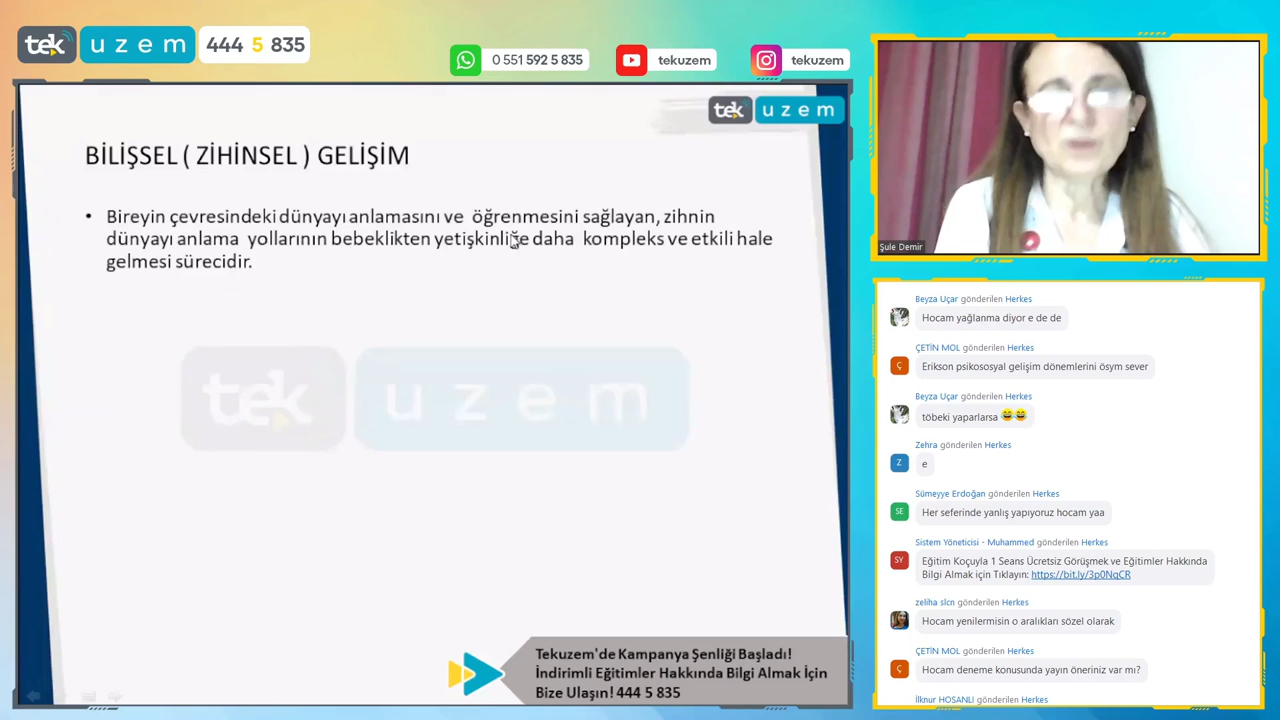 tek uzem 444 5 835
0 551 592 5 835
tekuzem
tekuzem
tek uzem
BİLİŞSEL ( ZİHİNSEL ) GELİŞİM
• Bireyin çevresindeki dünyayı anlamasını ve öğrenmesini sağlayan, zihnin
dünyayı anlama yollarının bebeklikten yetişkinliğe daha kompleks ve etkili hale
gelmesi sürecidir.
tek uzem
Tekuzem'de Kampanya Şenliği Başladı!
İndirimli Eğitimler Hakkında Bilgi Almak İçin
Bize Ulaşın! 444 5 835
Şule Demir
Beyza Uçar gönderilen Herkes
Hocam yağlanma diyor e de de
ÇETİN MOL gönderilen Herkes
Ç
Erikson psikososyal gelişim dönemlerini ösym sever
Beyza Uçar gönderilen Herkes
töbeki yaparlarsa 😄😄
Zehra gönderilen Herkes
Z
e
Sümeyye Erdoğan gönderilen Herkes
SE
Her seferinde yanlış yapıyoruz hocam yaa
Sistem Yöneticisi - Muhammed gönderilen Herkes
SY
Eğitim Koçuyla 1 Seans Ücretsiz Görüşmek ve Eğitimler Hakkında
Bilgi Almak için Tıklayın: https://bit.ly/3p0NqCR
zeliha slcn gönderilen Herkes
Hocam yenilermisin o aralıkları sözel olarak
ÇETİN MOL gönderilen Herkes
Ç
Hocam deneme konusunda yayın öneriniz var mı?
İlknur HOSANLI gönderilen Herkes